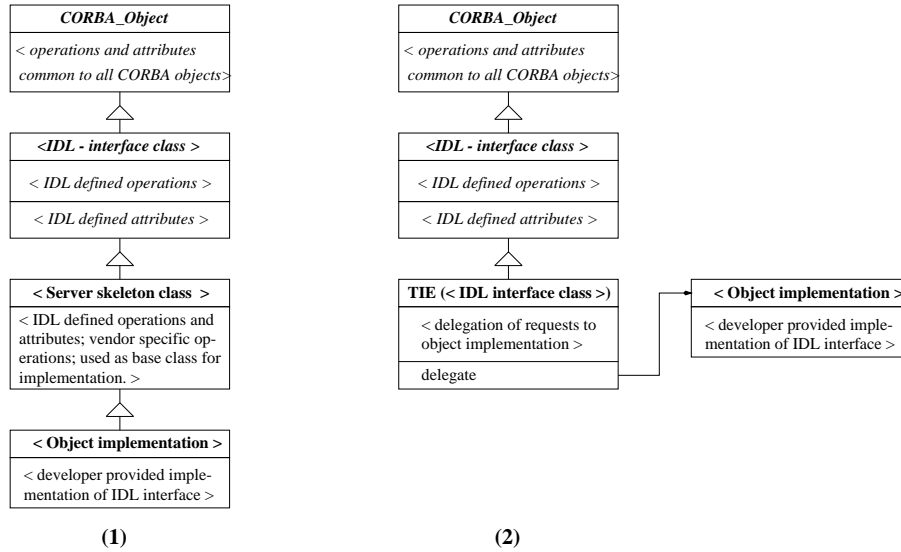 CORBA_Object
< operations and attributes
common to all CORBA objects>
<IDL - interface class >
< IDL defined operations >
< IDL defined attributes >
< Server skeleton class >
< IDL defined operations and
attributes; vendor specific op-
erations; used as base class for
implementation. >
< Object implementation >
< developer provided imple-
mentation of IDL interface >
(1)
CORBA_Object
< operations and attributes
common to all CORBA objects>
<IDL - interface class >
< IDL defined operations >
< IDL defined attributes >
TIE (< IDL interface class >)
< delegation of requests to
object implementation >
delegate
< Object implementation >
< developer provided imple-
mentation of IDL interface >
(2)